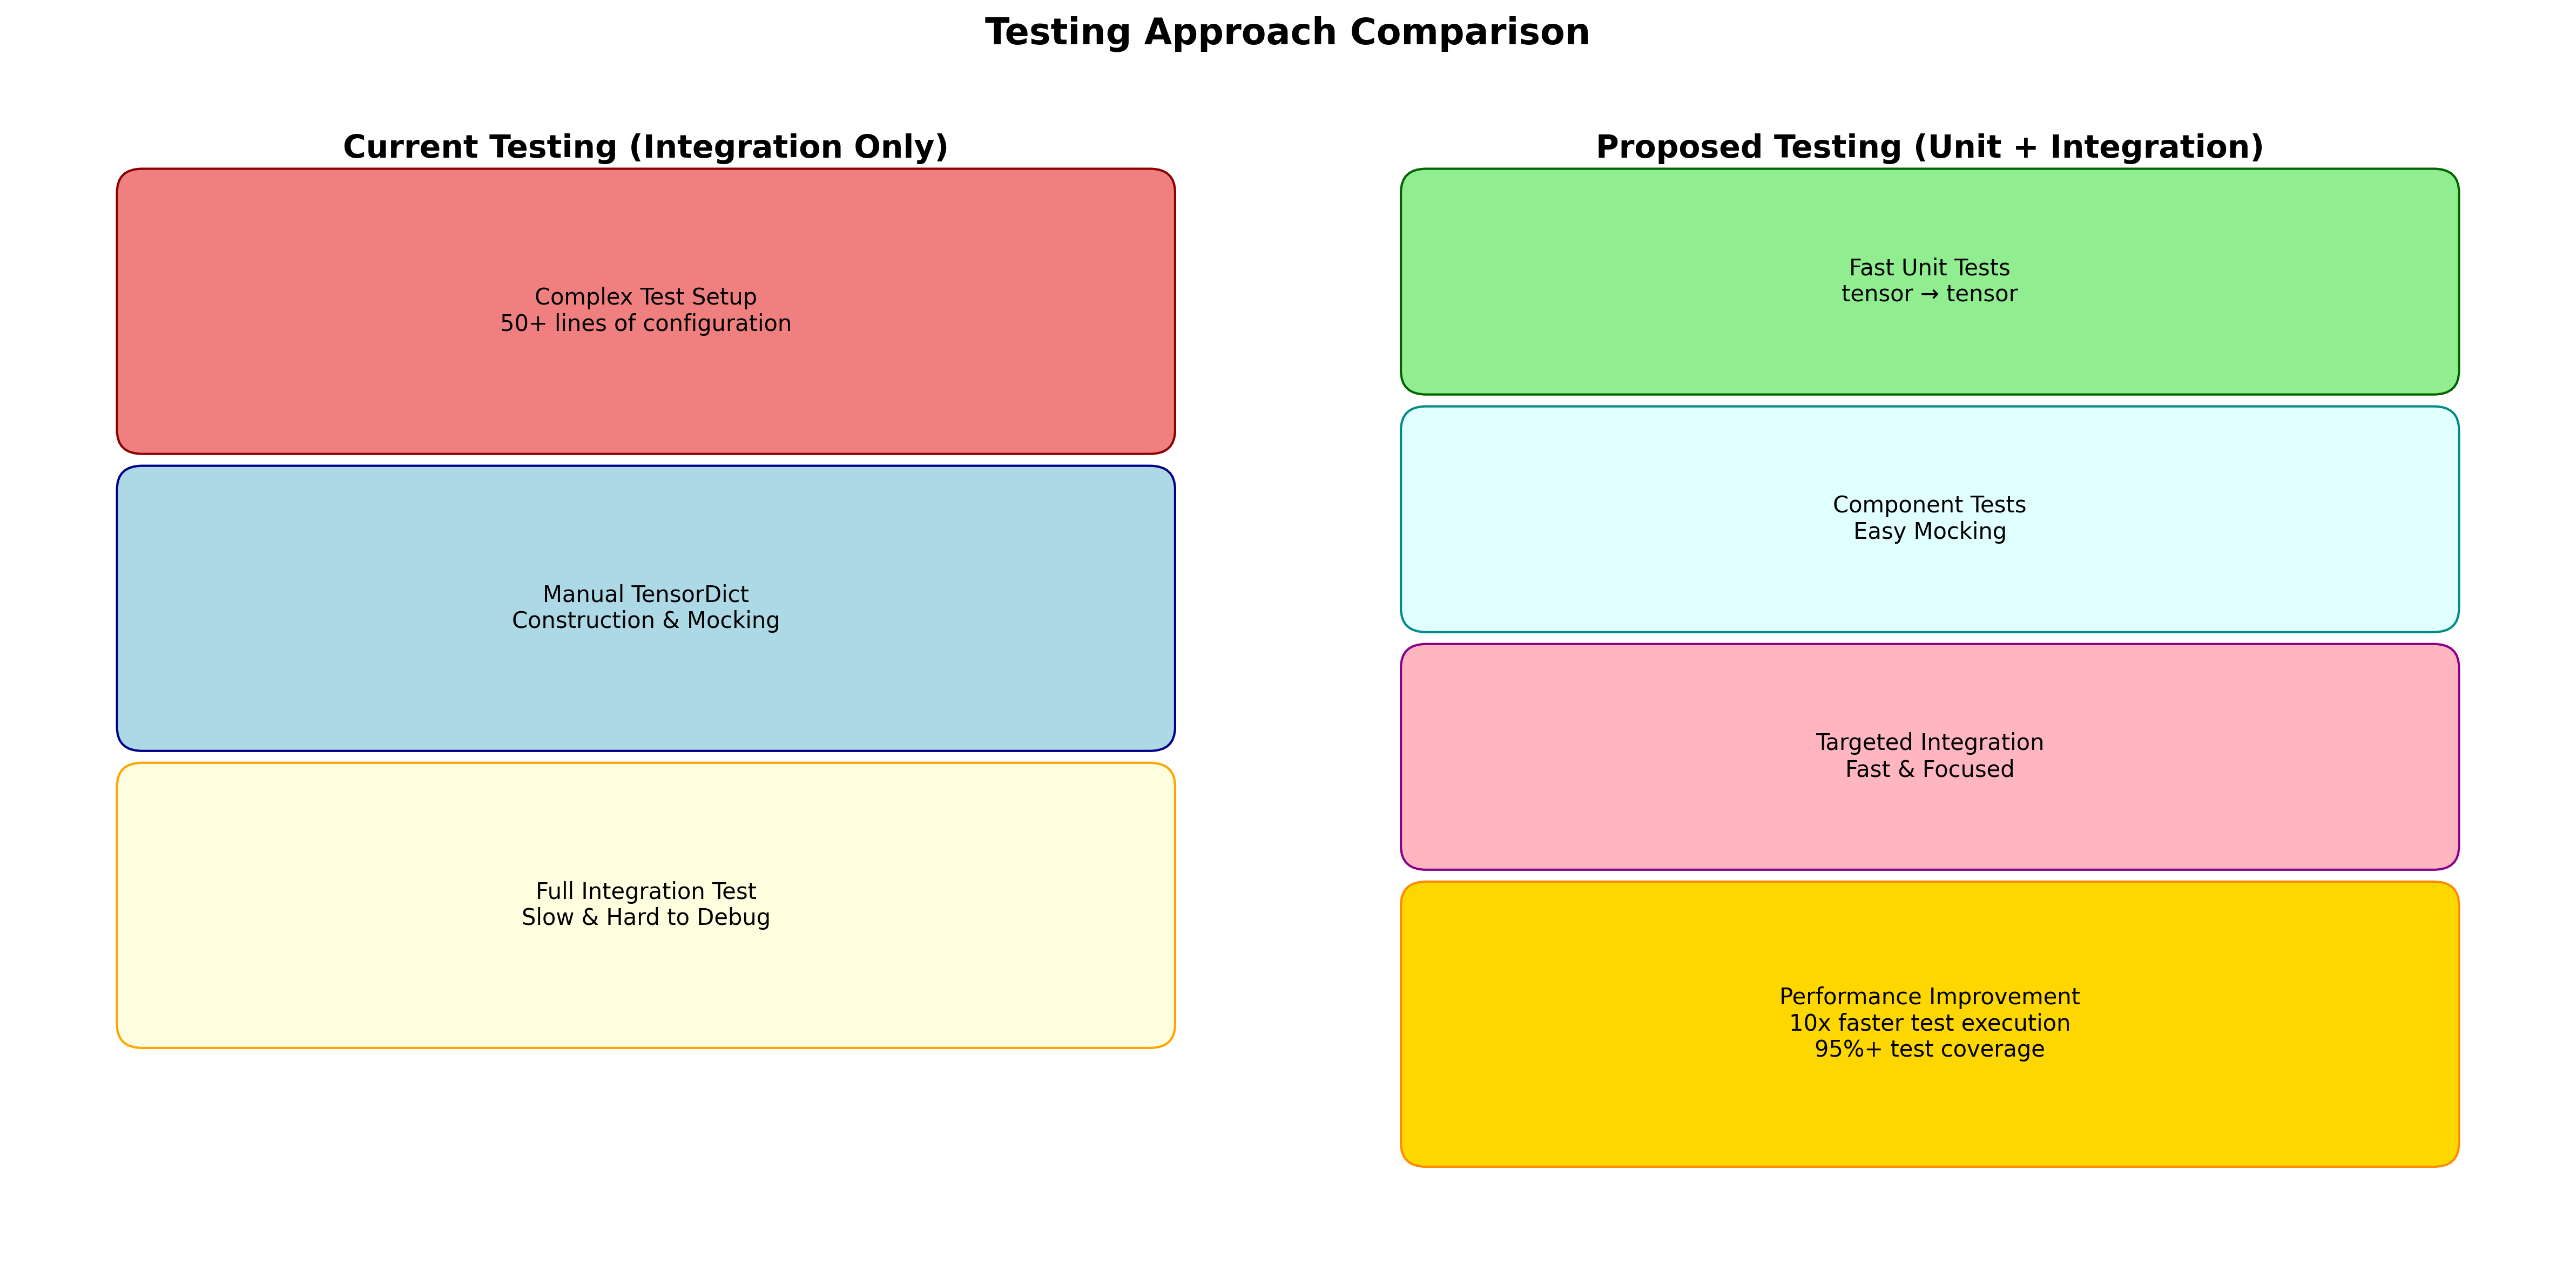 Testing Approach Comparison
Current Testing (Integration Only)
Complex Test Setup
50+ lines of configuration
Manual TensorDict
Construction & Mocking
Full Integration Test
Slow & Hard to Debug
Proposed Testing (Unit + Integration)
Fast Unit Tests
tensor → tensor
Component Tests
Easy Mocking
Targeted Integration
Fast & Focused
Performance Improvement
10x faster test execution
95%+ test coverage